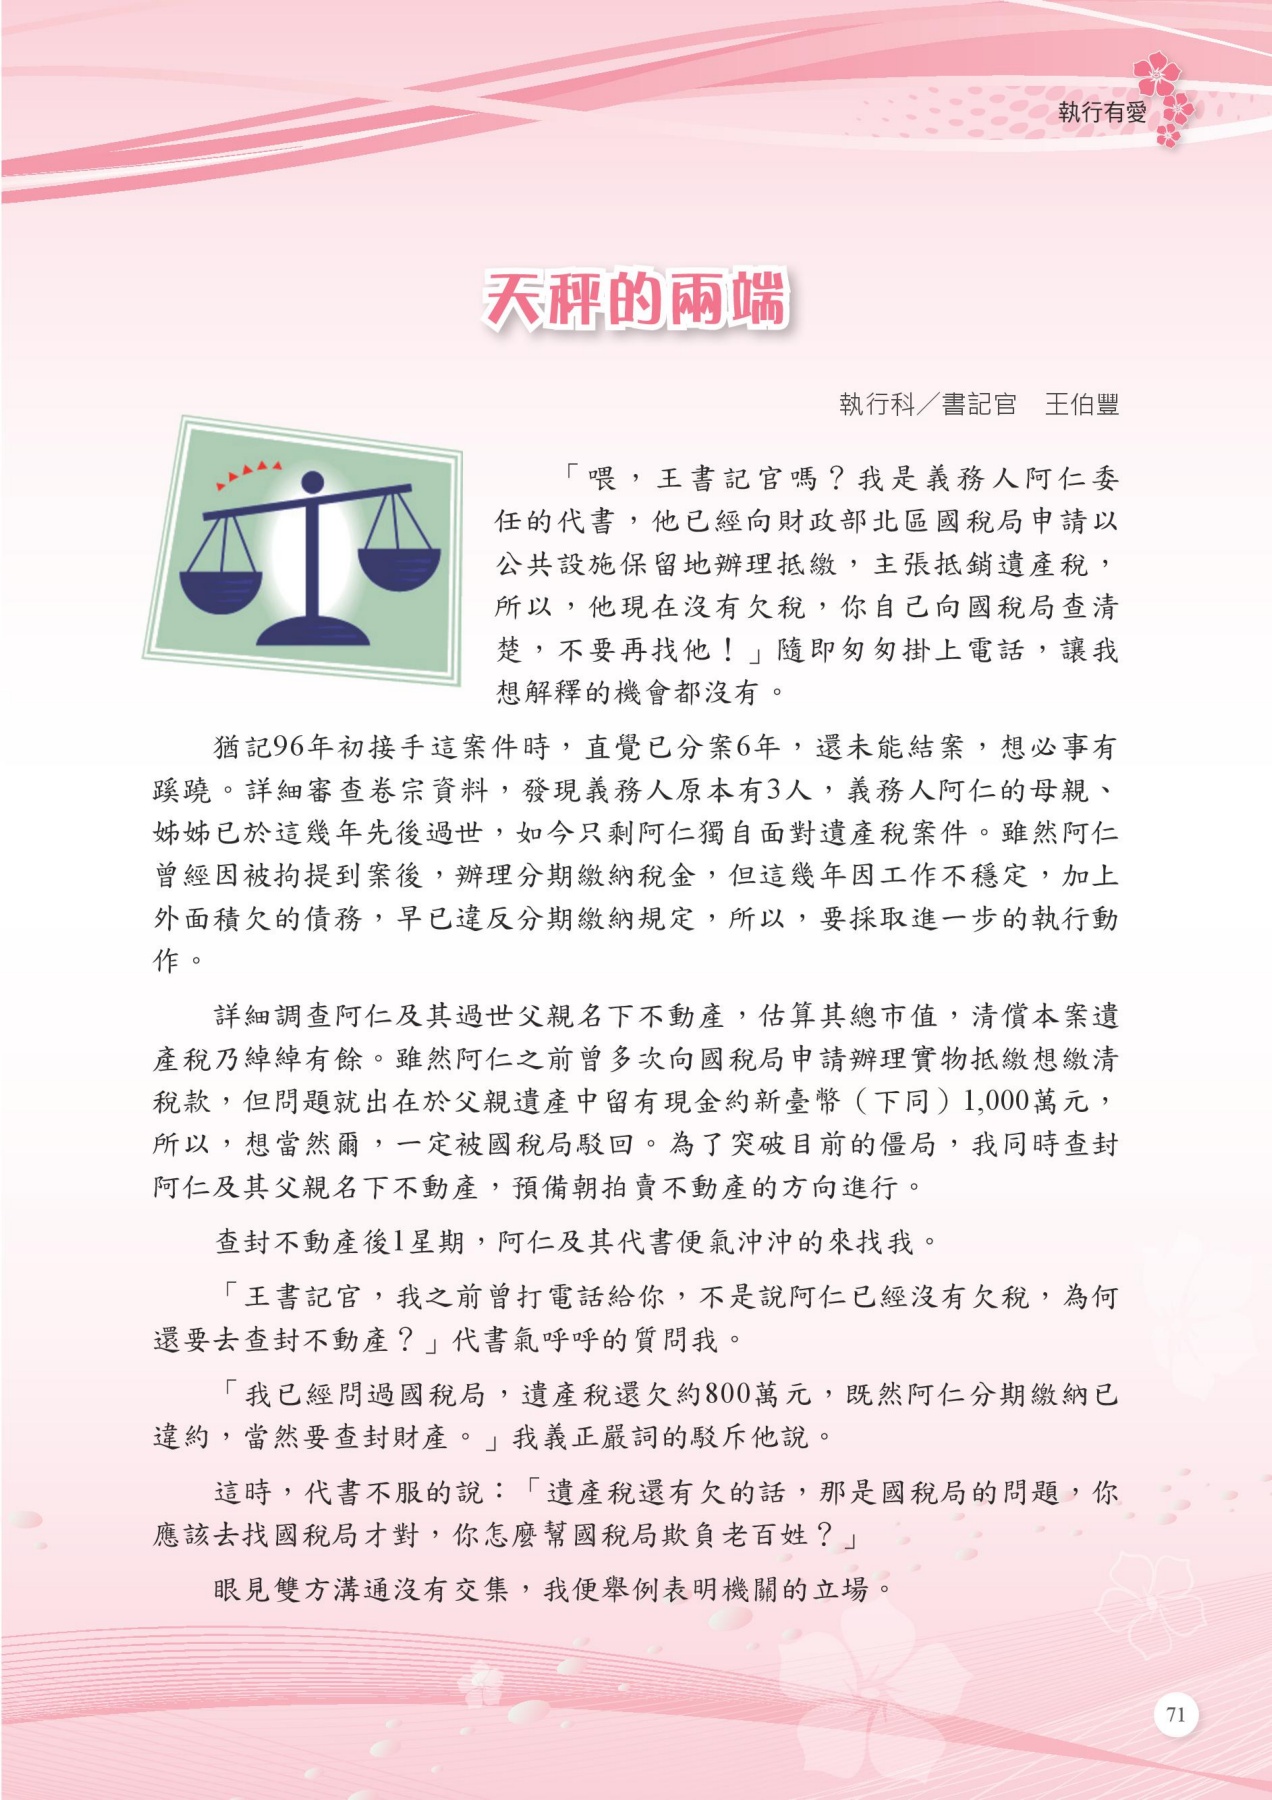 執行有愛
天秤的兩端
執行科／書記官　王伯豐
「喂，王書記官嗎？我是義務人阿仁委
任的代書，他已經向財政部北區國稅局申請以
公共設施保留地辦理抵繳，主張抵銷遺產稅，
所以，他現在沒有欠稅，你自己向國稅局查清
楚，不要再找他！」隨即匆匆掛上電話，讓我
想解釋的機會都沒有。
猶記96年初接手這案件時，直覺已分案6年，還未能結案，想必事有
蹊蹺。詳細審查卷宗資料，發現義務人原本有3人，義務人阿仁的母親、
姊姊已於這幾年先後過世，如今只剩阿仁獨自面對遺產稅案件。雖然阿仁
曾經因被拘提到案後，辦理分期繳納稅金，但這幾年因工作不穩定，加上
外面積欠的債務，早已違反分期繳納規定，所以，要採取進一步的執行動
作。
詳細調查阿仁及其過世父親名下不動產，估算其總市值，清償本案遺
產稅乃綽綽有餘。雖然阿仁之前曾多次向國稅局申請辦理實物抵繳想繳清
稅款，但問題就出在於父親遺產中留有現金約新臺幣（下同）1,000萬元，
所以，想當然爾，一定被國稅局駁回。為了突破目前的僵局，我同時查封
阿仁及其父親名下不動產，預備朝拍賣不動產的方向進行。
查封不動產後1星期，阿仁及其代書便氣沖沖的來找我。
「王書記官，我之前曾打電話給你，不是說阿仁已經沒有欠稅，為何
還要去查封不動產？」代書氣呼呼的質問我。
「我已經問過國稅局，遺產稅還欠約800萬元，既然阿仁分期繳納已
違約，當然要查封財產。」我義正嚴詞的駁斥他說。
這時，代書不服的說：「遺產稅還有欠的話，那是國稅局的問題，你
應該去找國稅局才對，你怎麼幫國稅局欺負老百姓？」
眼見雙方溝通沒有交集，我便舉例表明機關的立場。
71